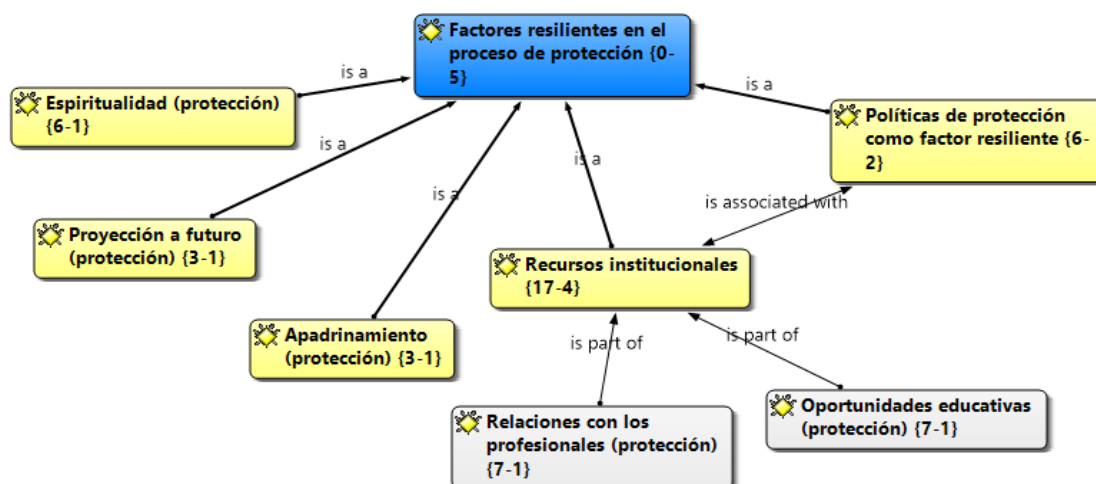 Factores resilientes en el
proceso de protección {0-
5}
is a
Espiritualidad (protección)
{6-1}
is a
Políticas de protección
como factor resiliente {6-
2}
is a
is a
is a
is associated with
Proyección a futuro
(protección) {3-1}
Recursos institucionales
{17-4}
Apadrinamiento
(protección) {3-1}
is part of
is part of
Relaciones con los
profesionales (protección)
{7-1}
Oportunidades educativas
(protección) {7-1}